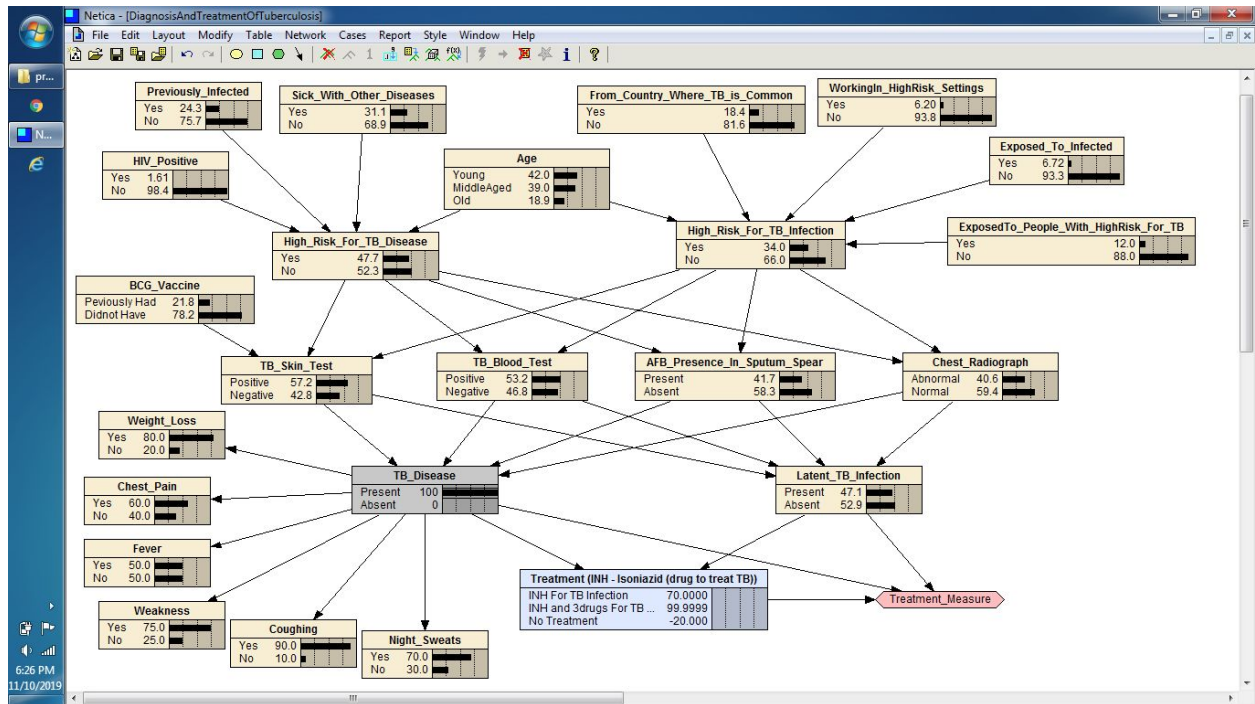 Netica - [DiagnosisAndTreatmentOfTuberculosis]
File Edit Layout Modify Table Network Cases Report Style Window Help
pr...
N...
Previously_Infected
Yes 24.3
No 75.7
Sick_With_Other_Diseases
Yes 31.1
No 68.9
From_Country_Where_TB_is_Common
Yes 18.4
No 81.6
WorkingIn_HighRisk_Settings
Yes 6.20
No 93.8
HIV_Positive
Yes 1.61
No 98.4
Age
Young 42.0
MiddleAged 39.0
Old 18.9
Exposed_To_Infected
Yes 6.72
No 93.3
High_Risk_For_TB_Disease
Yes 47.7
No 52.3
High_Risk_For_TB_Infection
Yes 34.0
No 66.0
ExposedTo_People_With_HighRisk_For_TB
Yes 12.0
No 88.0
BCG_Vaccine
Peviously Had 21.8
Didnot Have 78.2
TB_Skin_Test
Positive 57.2
Negative 42.8
TB_Blood_Test
Positive 53.2
Negative 46.8
AFB_Presence_In_Sputum_Spear
Present 41.7
Absent 58.3
Chest_Radiograph
Abnormal 40.6
Normal 59.4
Weight_Loss
Yes 80.0
No 20.0
TB_Disease
Present 100
Absent 0
Latent_TB_Infection
Present 47.1
Absent 52.9
Chest_Pain
Yes 60.0
No 40.0
Fever
Yes 50.0
No 50.0
Treatment (INH - Isoniazid (drug to treat TB))
INH For TB Infection 70.0000
INH and 3drugs For TB ... 99.9999
No Treatment -20.000
Treatment_Measure
Weakness
Yes 75.0
No 25.0
Coughing
Yes 90.0
No 10.0
Night_Sweats
Yes 70.0
No 30.0
6:26 PM
11/10/2019